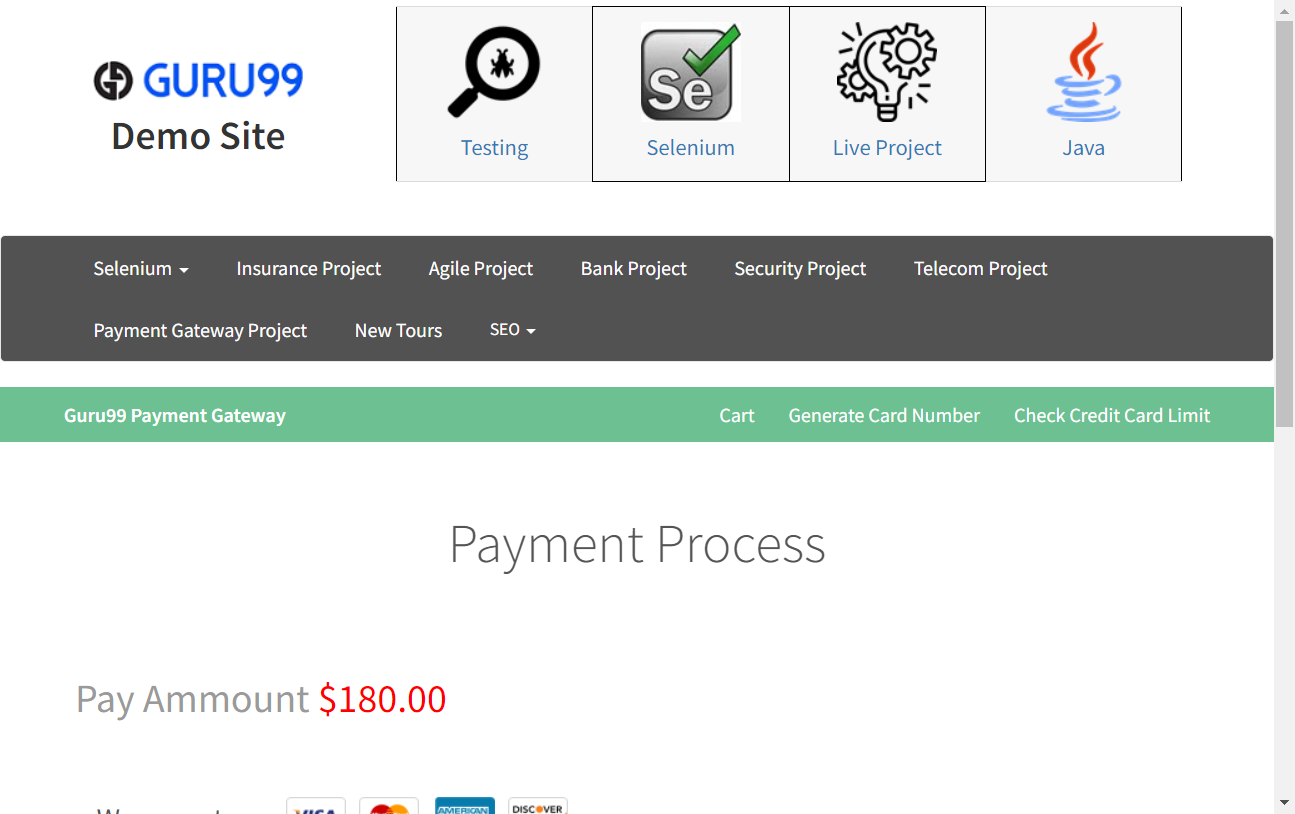 GURU99
Demo Site
Testing
Se
Selenium
Live Project
Java
Selenium
Insurance Project
Agile Project
Bank Project
Security Project
Telecom Project
Payment Gateway Project
New Tours
SEO
Guru99 Payment Gateway
Cart
Generate Card Number
Check Credit Card Limit
Payment Process
Pay Ammount $180.00
VISA
AMERICAN
DISCOVER